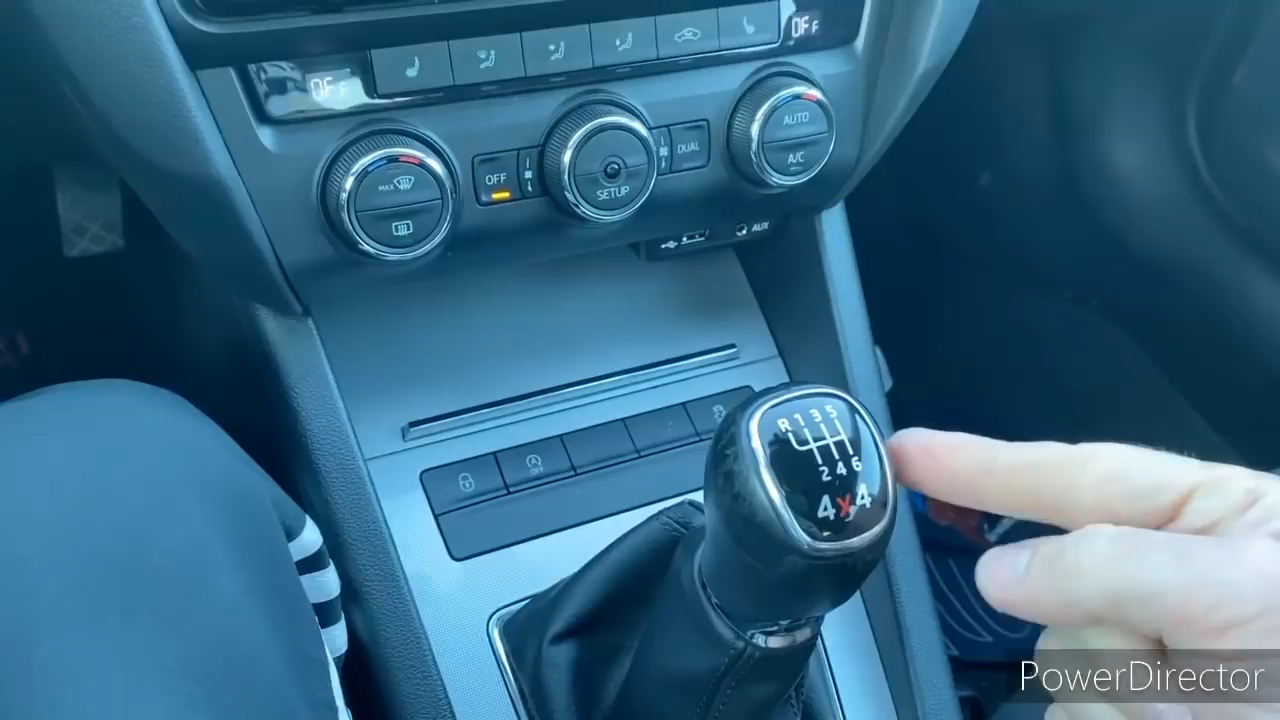 OFF
OFF
MAX
OFF
SETUP
DUAL
AUTO
A/C
AUX
A
OFF
R 1 3 5
2 4 6
4x4
PowerDirector